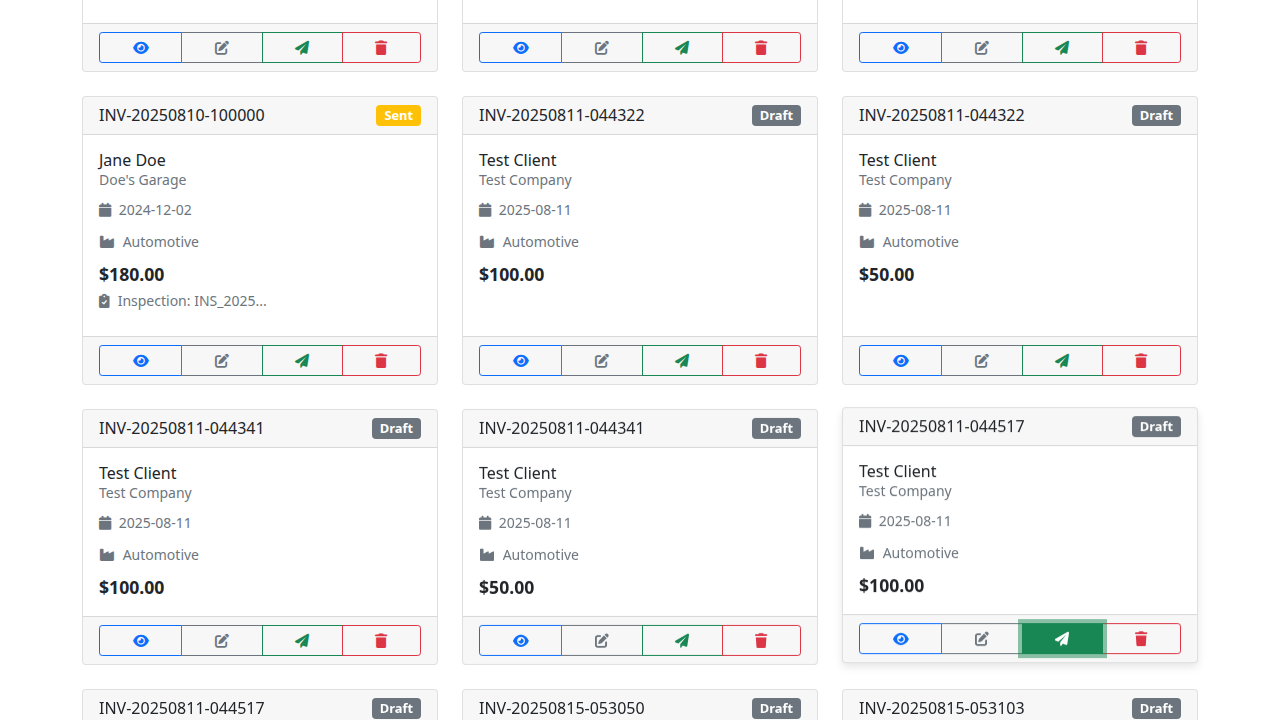 INV-20250810-100000 Sent
Jane Doe
Doe's Garage
2024-12-02
Automotive
$180.00
Inspection: INS_2025...
INV-20250811-044322 Draft
Test Client
Test Company
2025-08-11
Automotive
$100.00
INV-20250811-044322 Draft
Test Client
Test Company
2025-08-11
Automotive
$50.00
INV-20250811-044341 Draft
Test Client
Test Company
2025-08-11
Automotive
$100.00
INV-20250811-044341 Draft
Test Client
Test Company
2025-08-11
Automotive
$50.00
INV-20250811-044517 Draft
Test Client
Test Company
2025-08-11
Automotive
$100.00
INV-20250811-044517 Draft
INV-20250815-053050 Draft
INV-20250815-053103 Draft